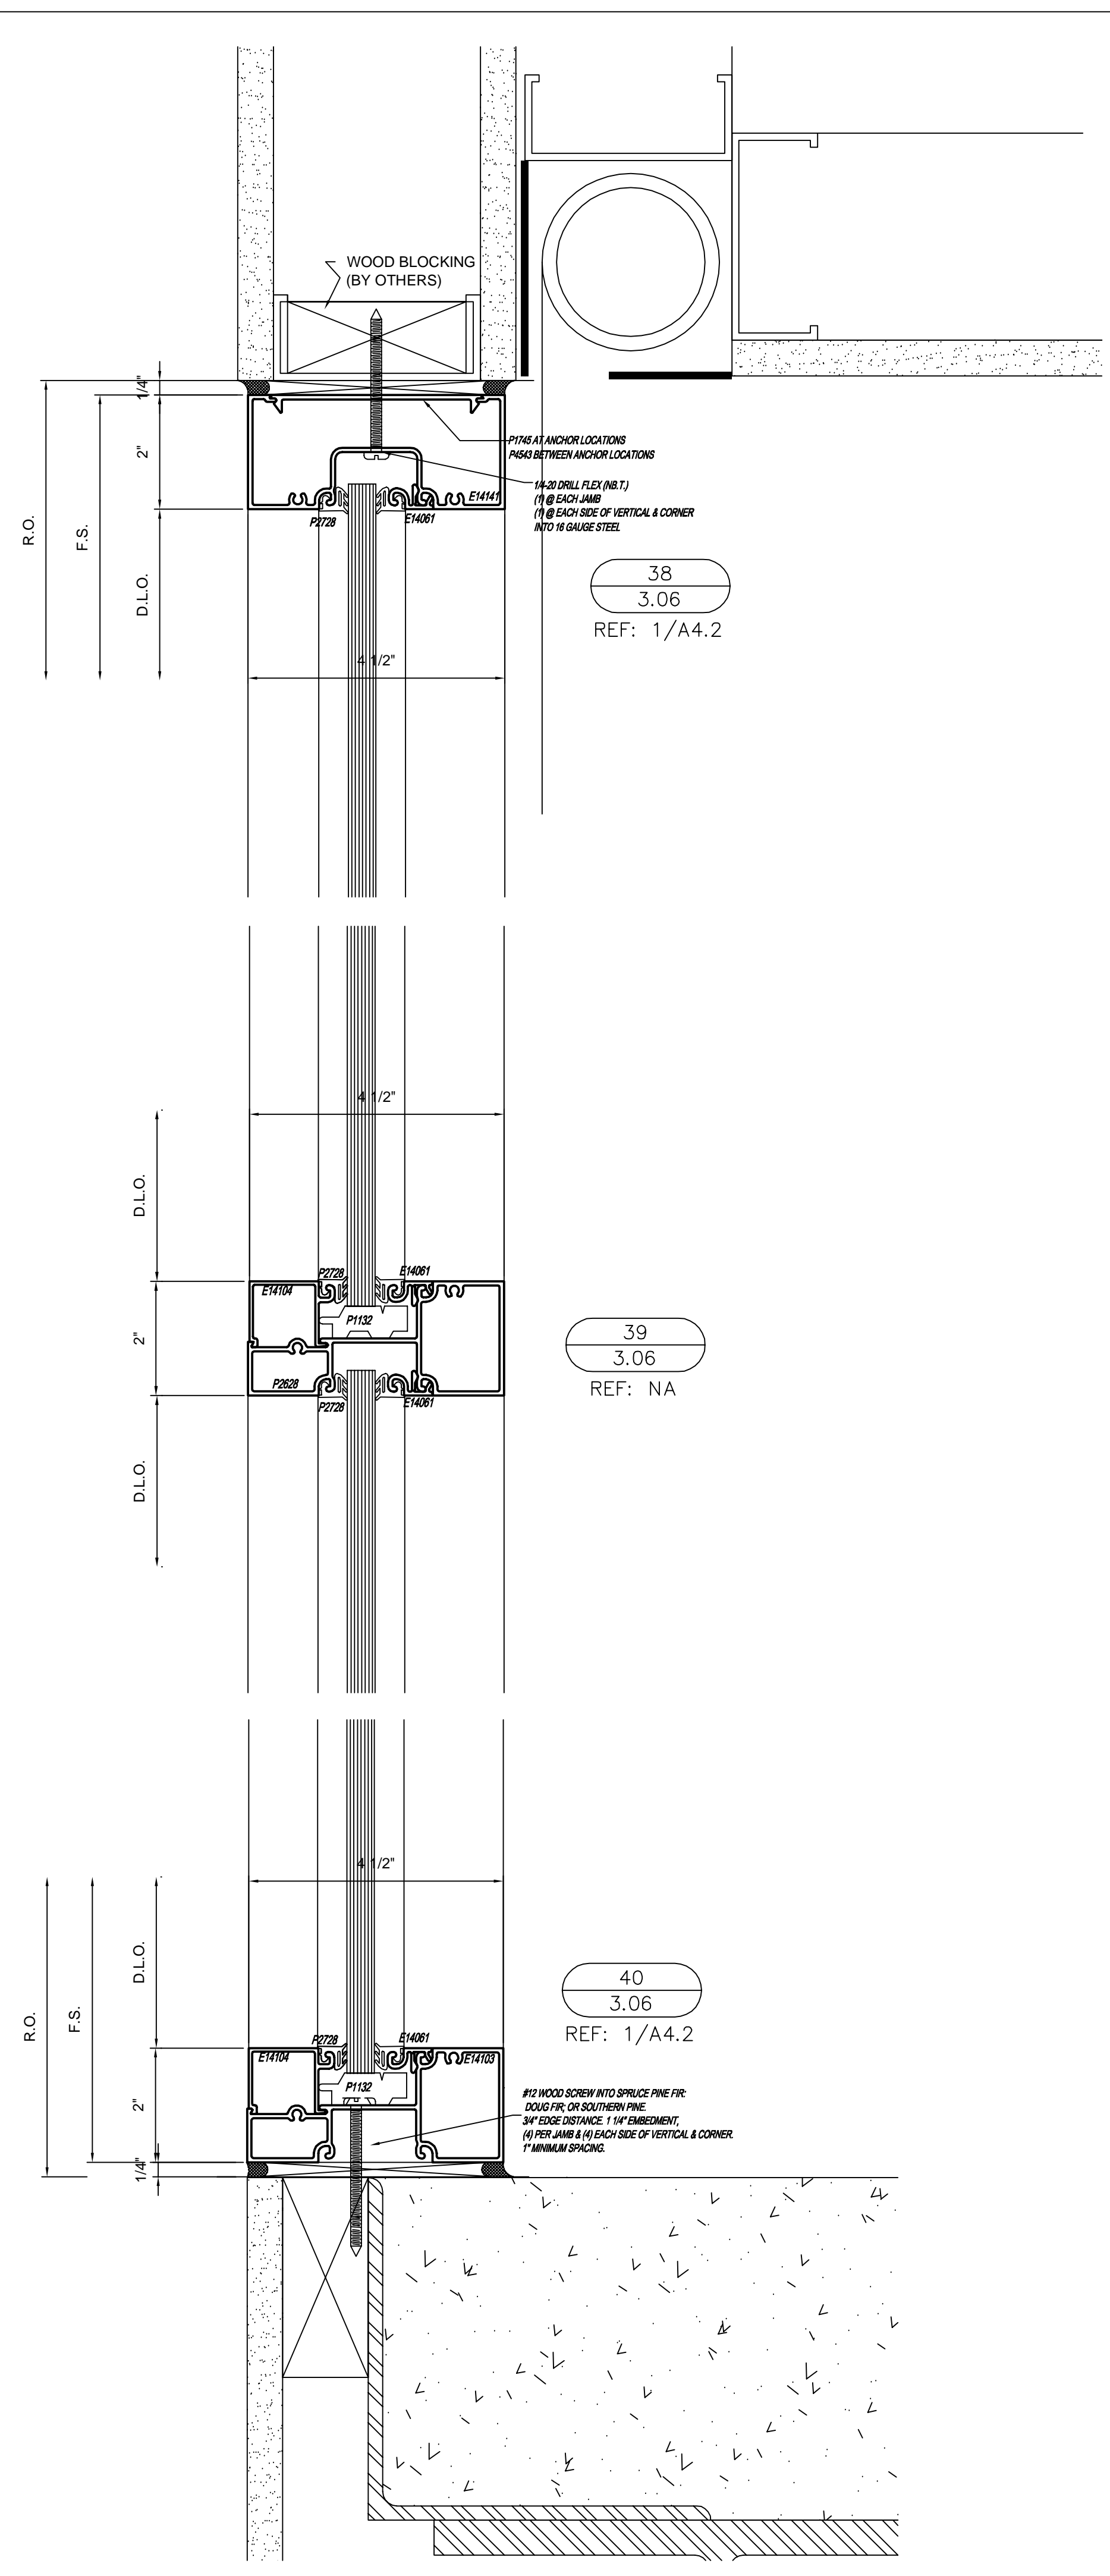 WOOD BLOCKING
(BY OTHERS)
1/4"
2"
P1745 AT ANCHOR LOCATIONS
P4543 BETWEEN ANCHOR LOCATIONS
1/4-20 DRILL FLEX (NB.T.)
(1) @ EACH JAMB
(1) @ EACH SIDE OF VERTICAL & CORNER
INTO 16 GAUGE STEEL
E14141
P2728
E14061
R.O.
F.S.
D.L.O.
38
3.06
REF: 1/A4.2
4 1/2"
4 1/2"
D.L.O.
P2728
E14061
E14104
P1132
2"
P2628
P2728
E14061
39
3.06
REF: NA
D.L.O.
4 1/2"
D.L.O.
F.S.
R.O.
40
3.06
REF: 1/A4.2
P2728
E14061
E14104
E14103
P1132
2"
1/4"
#12 WOOD SCREW INTO SPRUCE PINE FIR:
DOUG FIR; OR SOUTHERN PINE.
3/4" EDGE DISTANCE. 1 1/4" EMBEDMENT,
(4) PER JAMB & (4) EACH SIDE OF VERTICAL & CORNER.
1" MINIMUM SPACING.